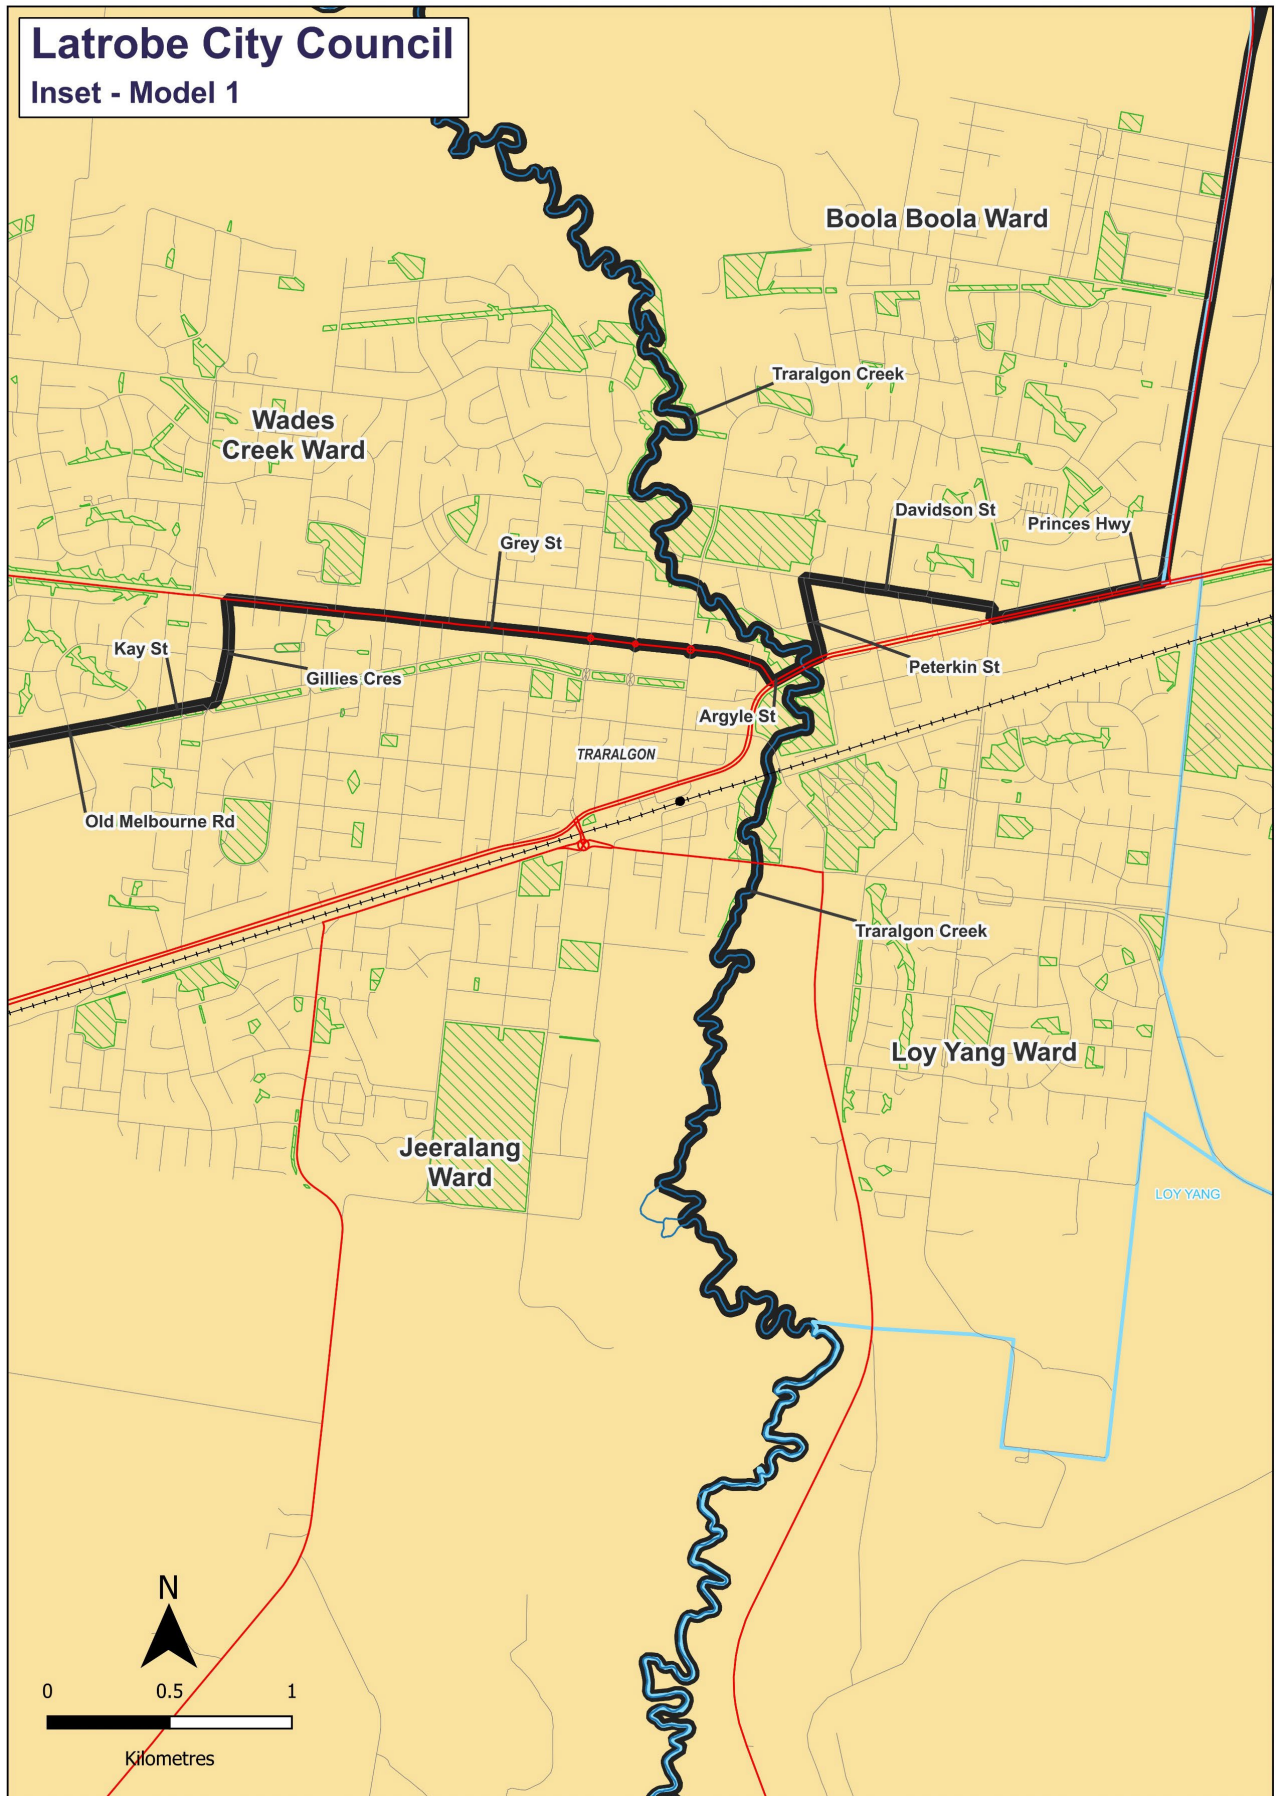 Latrobe City Council
Inset - Model 1
Boola Boola Ward
Traralgon Creek
Wades
Creek Ward
Davidson St
Princes Hwy
Grey St
Kay St
Gillies Cres
Peterkin St
Argyle St
TRARALGON
Old Melbourne Rd
Traralgon Creek
Loy Yang Ward
Jeeralang
Ward
LOY YANG
N
0 0.5 1
Kilometres